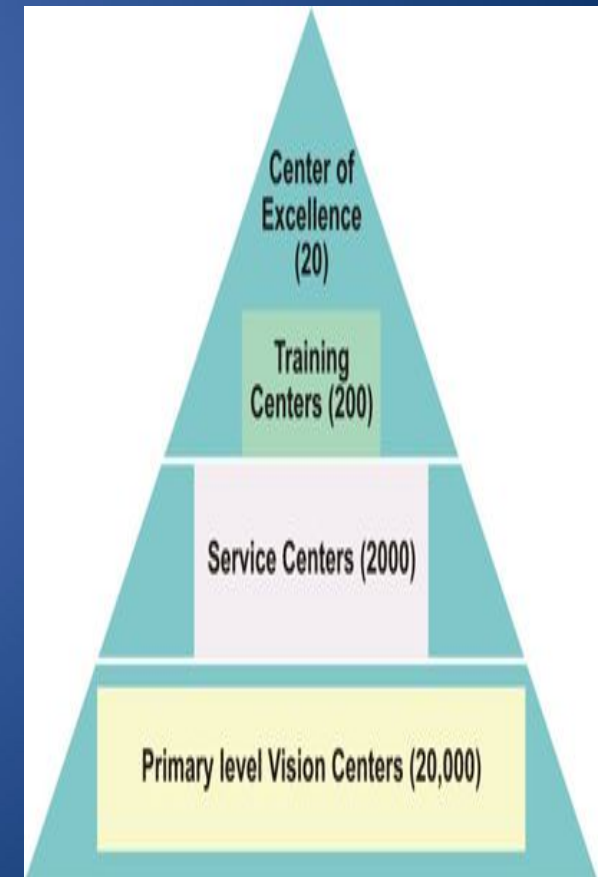 Center of
Excellence
(20)
Training
Centers (200)
Service Centers (2000)
Primary level Vision Centers (20,000)